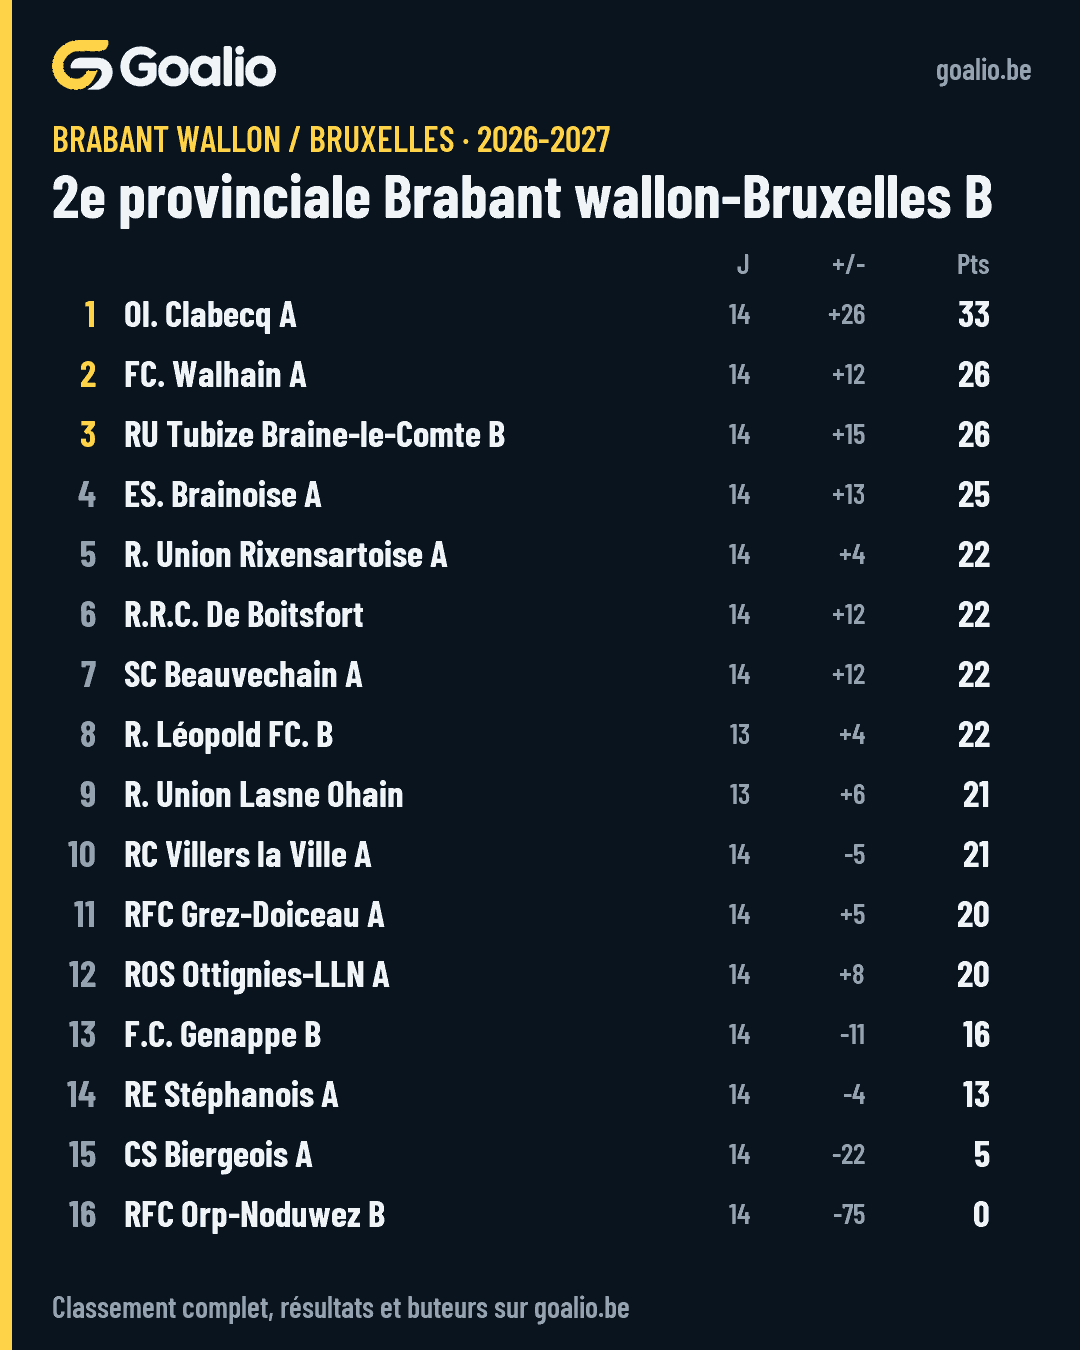 Goalio
goalio.be
BRABANT WALLON / BRUXELLES · 2026-2027
2e provinciale Brabant wallon-Bruxelles B
J +/- Pts
1 Ol. Clabecq A 14 +26 33
2 FC. Walhain A 14 +12 26
3 RU Tubize Braine-le-Comte B 14 +15 26
4 ES. Brainoise A 14 +13 25
5 R. Union Rixensartoise A 14 +4 22
6 R.R.C. De Boitsfort 14 +12 22
7 SC Beauvechain A 14 +12 22
8 R. Léopold FC. B 13 +4 22
9 R. Union Lasne Ohain 13 +6 21
10 RC Villers la Ville A 14 -5 21
11 RFC Grez-Doiceau A 14 +5 20
12 ROS Ottignies-LLN A 14 +8 20
13 F.C. Genappe B 14 -11 16
14 RE Stéphanois A 14 -4 13
15 CS Biergeois A 14 -22 5
16 RFC Orp-Noduwez B 14 -75 0
Classement complet, résultats et buteurs sur goalio.be